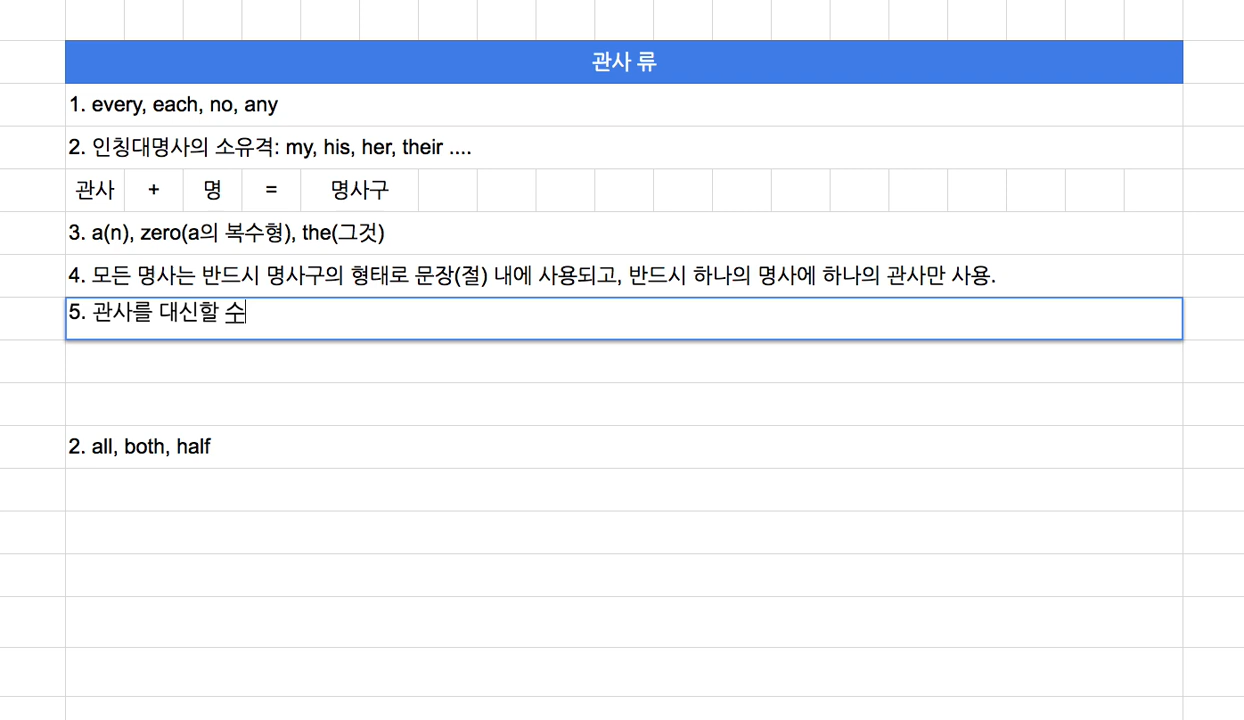 관사 류
1. every, each, no, any
2. 인칭대명사의 소유격: my, his, her, their ....
관사 + 명 = 명사구
3. a(n), zero(a의 복수형), the(그것)
4. 모든 명사는 반드시 명사구의 형태로 문장(절) 내에 사용되고, 반드시 하나의 명사에 하나의 관사만 사용.
5. 관사를 대신할 수
2. all, both, half